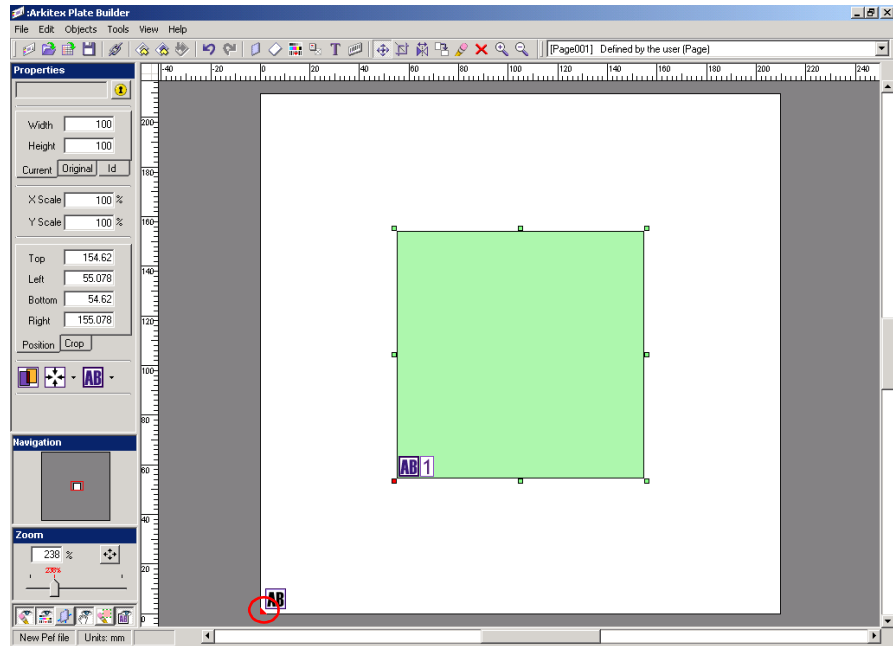 :Arkitex Plate Builder
File Edit Objects Tools View Help
[Page001] Defined by the user (Page)
Properties
-40 -20 0 20 40 60 80 100 120 140 160 180 200 220 240
Width 100
Height 100
Current Original Id
X Scale 100 %
Y Scale 100 %
Top 154.62
Left 55.078
Bottom 54.62
Right 155.078
Position Crop
AB
200
180
160
140
120
100
80
60
40
20
0
AB 1
Navigation
Zoom
238 %
238%
AB
New Pef file Units: mm